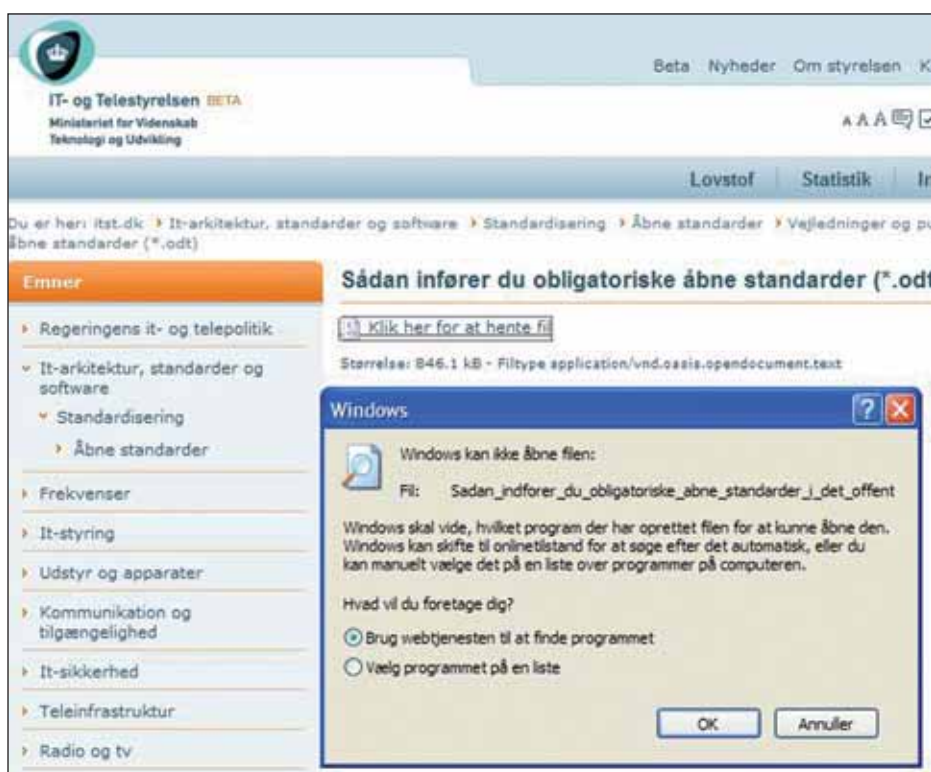 Beta Nyheder Om styrelsen K
IT- og Telestyrelsen BETA
Ministeriet for Videnskab
Teknologi og Udvikling
A A A
Lovstof Statistik
Du er her: itst.dk It-arkitektur, standarder og software Standardisering Åbne standarder Vejledninger og pu
åbne standarder (*.odt)
Emner
Regeringens it- og telepolitik
It-arkitektur, standarder og
software
Standardisering
Åbne standarder
Frekvenser
It-styring
Udstyr og apparater
Kommunikation og
tilgængelighed
It-sikkerhed
Teleinfrastruktur
Radio og tv
Sådan infører du obligatoriske åbne standarder (*.odt
Klik her for at hente fil
Størrelse: 846.1 kB - Filtype application/vnd.oasis.opendocument.text
Windows
Windows kan ikke åbne filen:
Fil: Sadan_indforer_du_obligatoriske_abne_standarder_i_det_offent
Windows skal vide, hvilket program der har oprettet filen for at kunne åbne den.
Windows kan skifte til onlinetilstand for at søge efter det automatisk, eller du
kan manuelt vælge det på en liste over programmer på computeren.
Hvad vil du foretage dig?
Brug webtjenesten til at finde programmet
Vælg programmet på en liste
OK Annuller